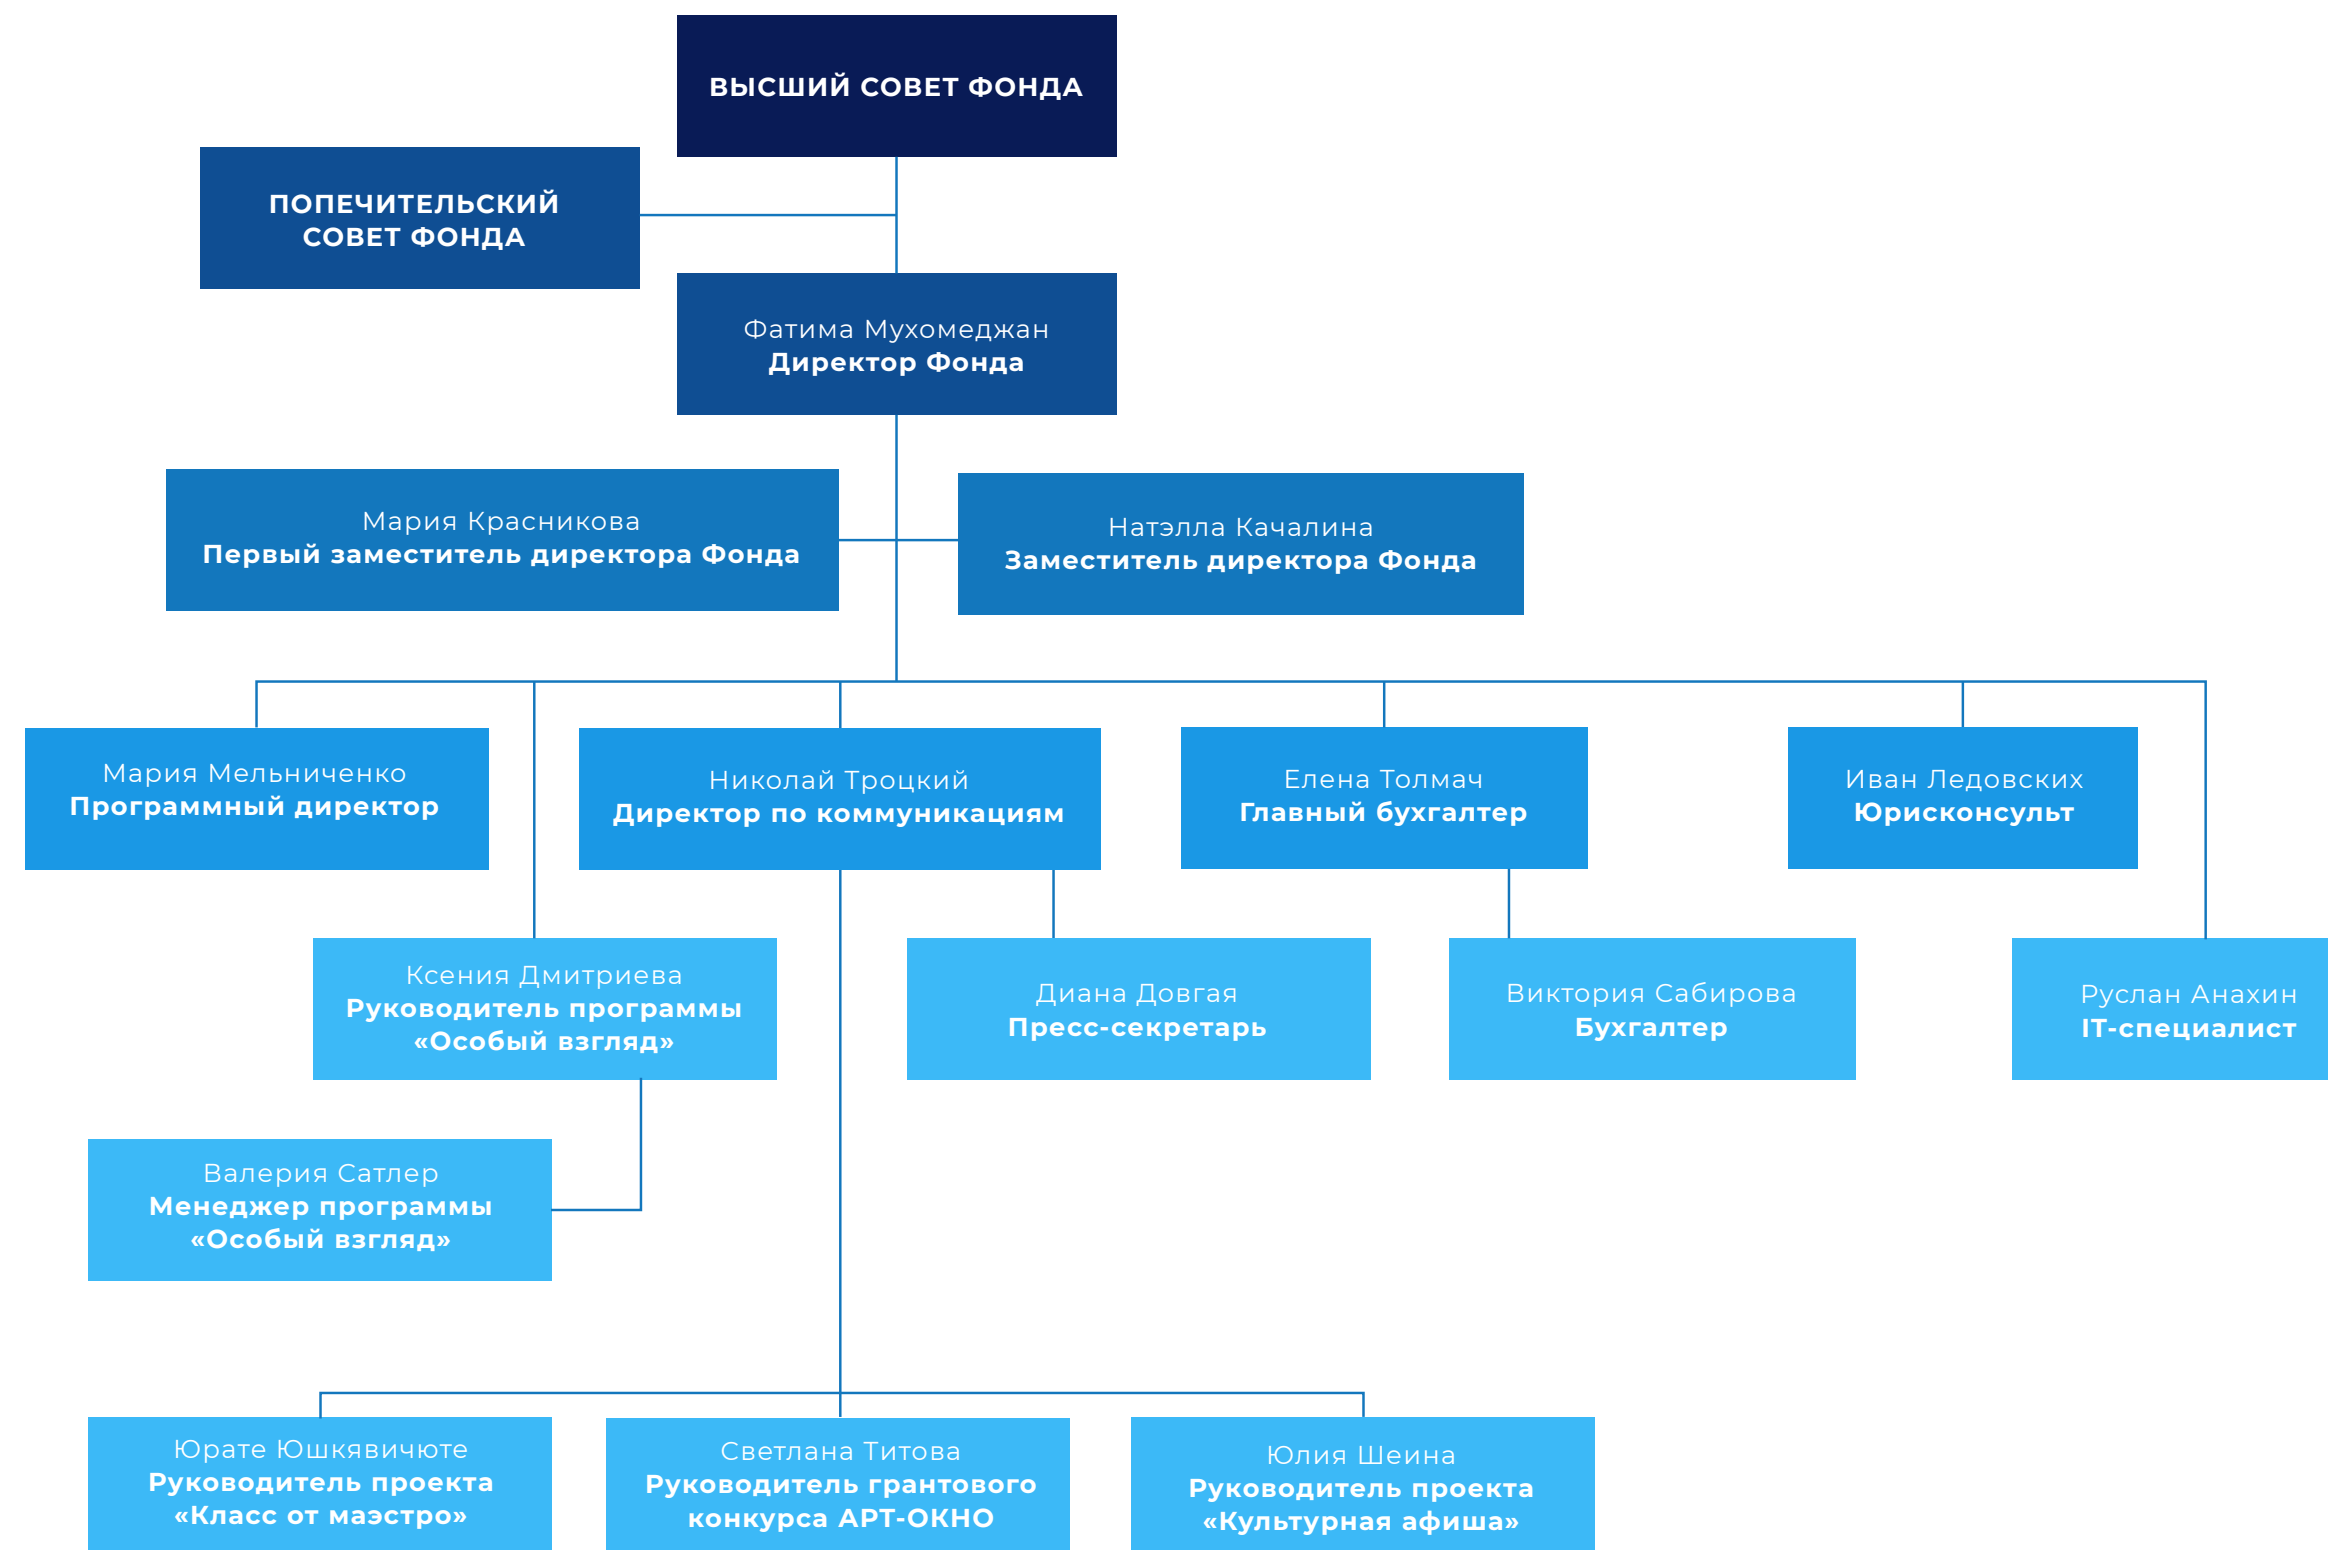 ВЫСШИЙ СОВЕТ ФОНДА
ПОПЕЧИТЕЛЬСКИЙ
СОВЕТ ФОНДА
Фатима Мухомеджан
Директор Фонда
Мария Красникова
Первый заместитель директора Фонда
Натэлла Качалина
Заместитель директора Фонда
Мария Мельниченко
Программный директор
Николай Троцкий
Директор по коммуникациям
Елена Толмач
Главный бухгалтер
Иван Ледовских
Юрисконсульт
Ксения Дмитриева
Руководитель программы
«Особый взгляд»
Диана Довгая
Пресс-секретарь
Виктория Сабирова
Бухгалтер
Руслан Анахин
IT-специалист
Валерия Сатлер
Менеджер программы
«Особый взгляд»
Юрате Юшкявичюте
Руководитель проекта
«Класс от маэстро»
Светлана Титова
Руководитель грантового
конкурса АРТ-ОКНО
Юлия Шеина
Руководитель проекта
«Культурная афиша»